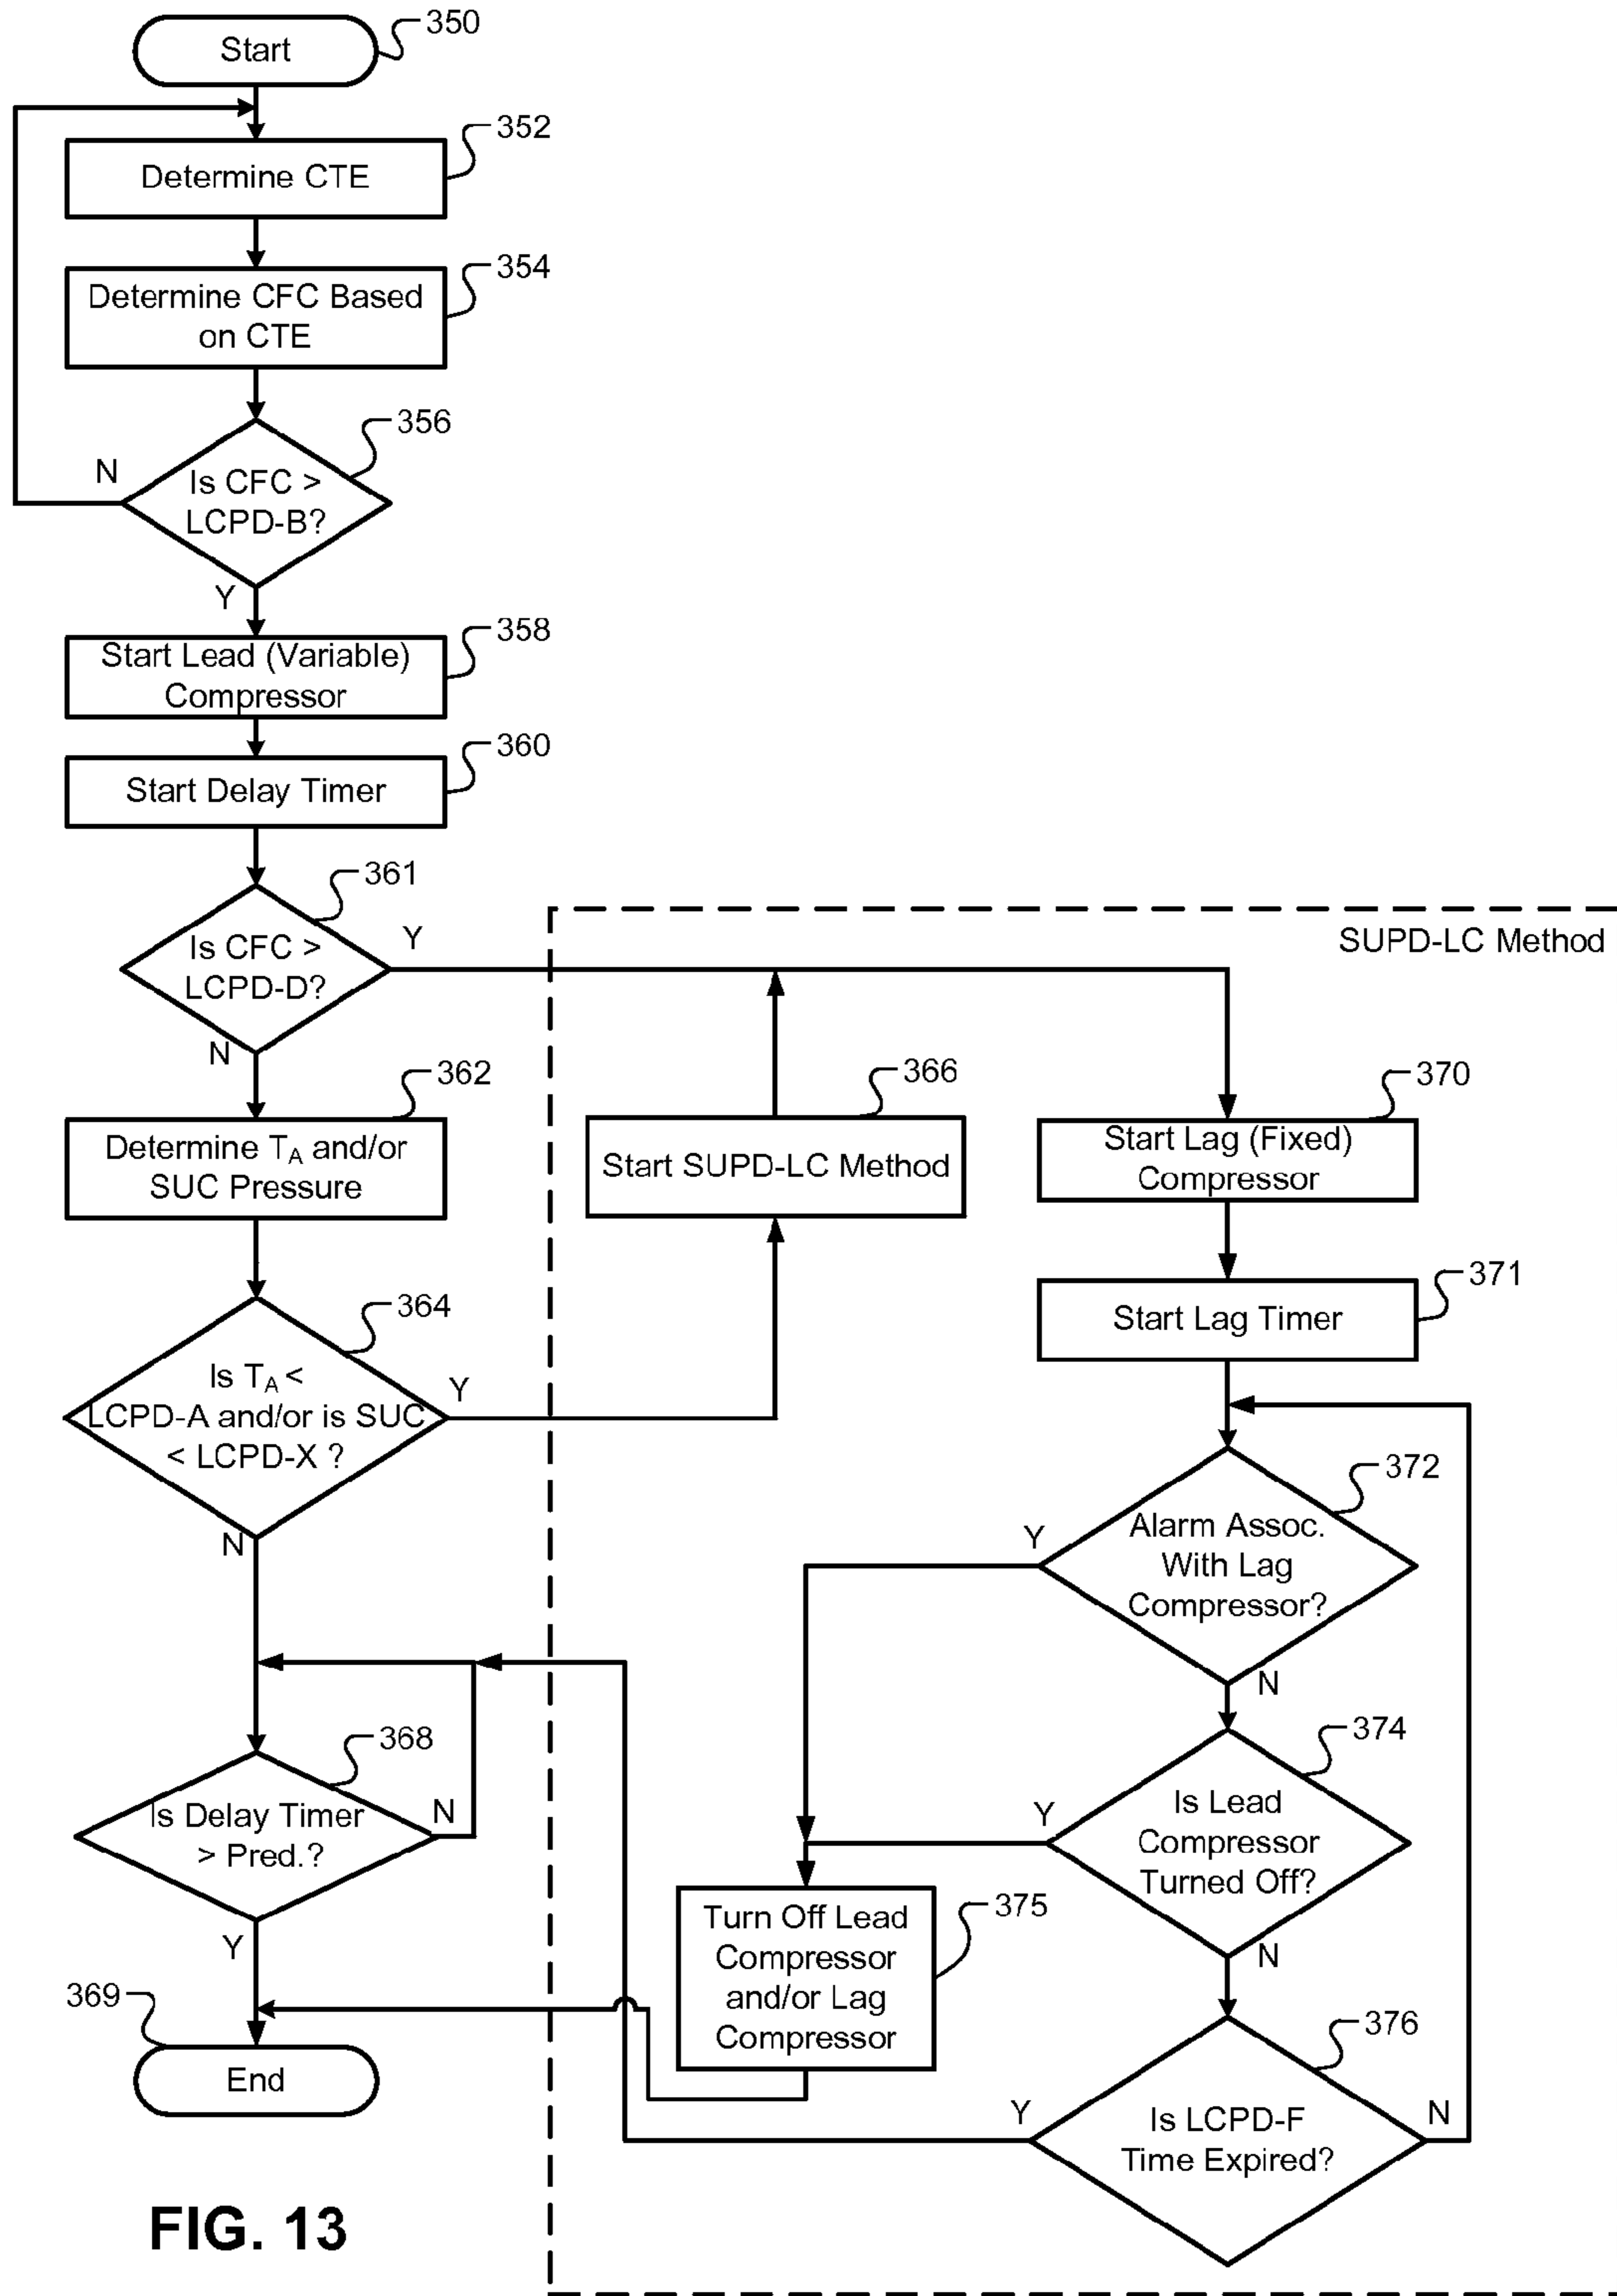 Start
350
352
Determine CTE
354
Determine CFC Based
on CTE
356
N
Is CFC >
LCPD-B?
Y
358
Start Lead (Variable)
Compressor
360
Start Delay Timer
361
Is CFC >
LCPD-D?
Y
N
SUPD-LC Method
362
Determine TA and/or
SUC Pressure
366
Start SUPD-LC Method
370
Start Lag (Fixed)
Compressor
371
Start Lag Timer
364
Is TA <
LCPD-A and/or is SUC
< LCPD-X ?
Y
N
372
Alarm Assoc.
With Lag
Compressor?
Y
N
368
Is Delay Timer
> Pred.?
N
Y
374
Is Lead
Compressor
Turned Off?
Y
N
375
Turn Off Lead
Compressor
and/or Lag
Compressor
369
End
376
Is LCPD-F
Time Expired?
Y
N
FIG. 13